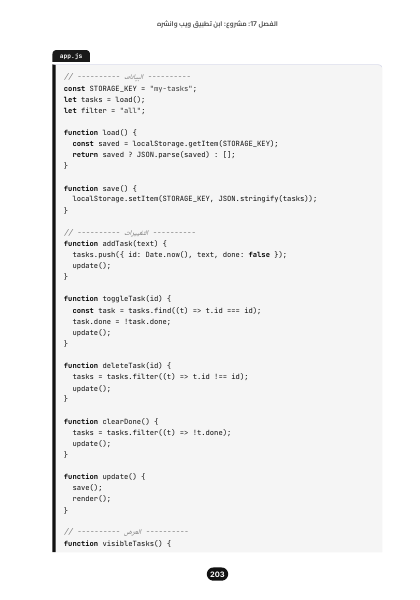 الفصل 17: مشروع: ابنِ تطبيق ويب وانشره
app.js
// ---------- البيانات ----------
const STORAGE_KEY = "my-tasks";
let tasks = load();
let filter = "all";
function load() {
  const saved = localStorage.getItem(STORAGE_KEY);
  return saved ? JSON.parse(saved) : [];
}
function save() {
  localStorage.setItem(STORAGE_KEY, JSON.stringify(tasks));
}
// ---------- التغييرات ----------
function addTask(text) {
  tasks.push({ id: Date.now(), text, done: false });
  update();
}
function toggleTask(id) {
  const task = tasks.find((t) => t.id === id);
  task.done = !task.done;
  update();
}
function deleteTask(id) {
  tasks = tasks.filter((t) => t.id !== id);
  update();
}
function clearDone() {
  tasks = tasks.filter((t) => !t.done);
  update();
}
function update() {
  save();
  render();
}
// ---------- العرض ----------
function visibleTasks() {
203